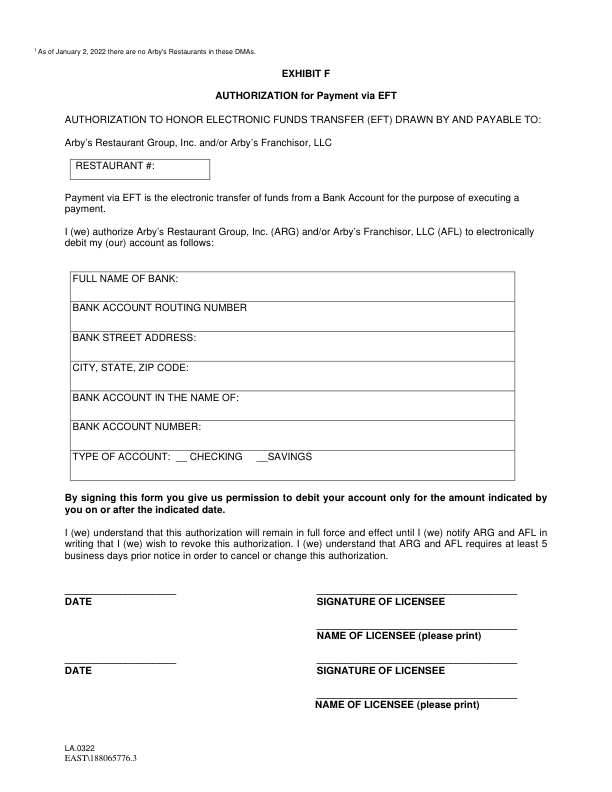 1 As of January 2, 2022 there are no Arby's Restaurants in these DMAs.
EXHIBIT F
AUTHORIZATION for Payment via EFT
AUTHORIZATION TO HONOR ELECTRONIC FUNDS TRANSFER (EFT) DRAWN BY AND PAYABLE TO:
Arby's Restaurant Group, Inc. and/or Arby's Franchisor, LLC
RESTAURANT #:
Payment via EFT is the electronic transfer of funds from a Bank Account for the purpose of executing a
payment.
I (we) authorize Arby's Restaurant Group, Inc. (ARG) and/or Arby's Franchisor, LLC (AFL) to electronically
debit my (our) account as follows:
FULL NAME OF BANK:
BANK ACCOUNT ROUTING NUMBER
BANK STREET ADDRESS:
CITY, STATE, ZIP CODE:
BANK ACCOUNT IN THE NAME OF:
BANK ACCOUNT NUMBER:
TYPE OF ACCOUNT: __ CHECKING __SAVINGS
By signing this form you give us permission to debit your account only for the amount indicated by
you on or after the indicated date.
I (we) understand that this authorization will remain in full force and effect until I (we) notify ARG and AFL in
writing that I (we) wish to revoke this authorization. I (we) understand that ARG and AFL requires at least 5
business days prior notice in order to cancel or change this authorization.
DATE SIGNATURE OF LICENSEE
NAME OF LICENSEE (please print)
DATE SIGNATURE OF LICENSEE
NAME OF LICENSEE (please print)
LA.0322
EAST\188065776.3